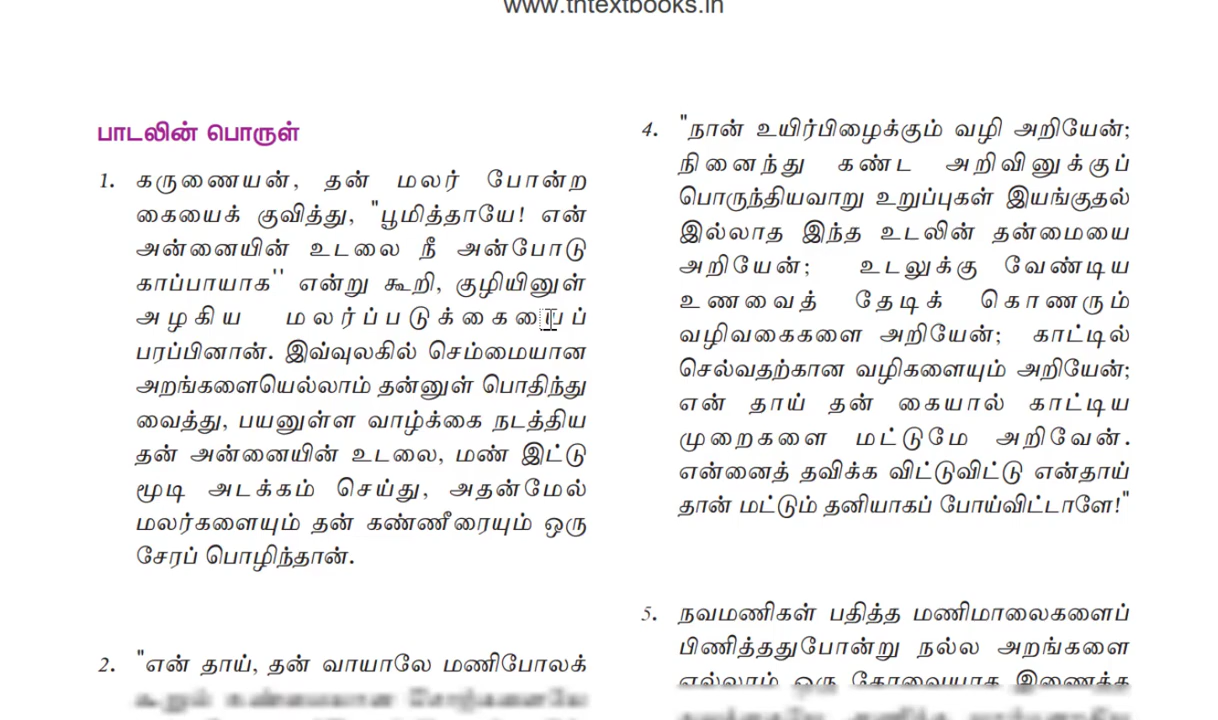 www.tntextbooks.in
பாடலின் பொருள்
1. கருணையன், தன் மலர் போன்ற
கையைக் குவித்து, "பூமித்தாயே! என்
அன்னையின் உடலை நீ அன்போடு
காப்பாயாக'' என்று கூறி, குழியினுள்
அழகிய மலர்ப்படுக்கையைப்
பரப்பினான். இவ்வுலகில் செம்மையான
அறங்களையெல்லாம் தன்னுள் பொதிந்து
வைத்து, பயனுள்ள வாழ்க்கை நடத்திய
தன் அன்னையின் உடலை, மண் இட்டு
மூடி அடக்கம் செய்து, அதன்மேல்
மலர்களையும் தன் கண்ணீரையும் ஒரு
சேரப் பொழிந்தான்.
2. "என் தாய், தன் வாயாலே மணிபோலக்
4. "நான் உயிர்பிழைக்கும் வழி அறியேன்;
நினைந்து கண்ட அறிவினுக்குப்
பொருந்தியவாறு உறுப்புகள் இயங்குதல்
இல்லாத இந்த உடலின் தன்மையை
அறியேன்; உடலுக்கு வேண்டிய
உணவைத் தேடிக் கொணரும்
வழிவகைகளை அறியேன்; காட்டில்
செல்வதற்கான வழிகளையும் அறியேன்;
என் தாய் தன் கையால் காட்டிய
முறைகளை மட்டுமே அறிவேன்.
என்னைத் தவிக்க விட்டுவிட்டு என்தாய்
தான் மட்டும் தனியாகப் போய்விட்டாளே!"
5. நவமணிகள் பதித்த மணிமாலைகளைப்
பிணித்ததுபோன்று நல்ல அறங்களை
எல்லாம் ஒரு கோவையாக இணைத்த